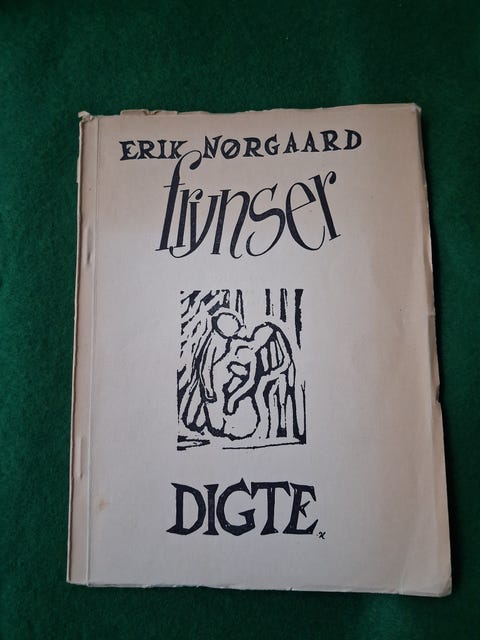 ERIK NØRGAARD
frynser
DIGTE
x